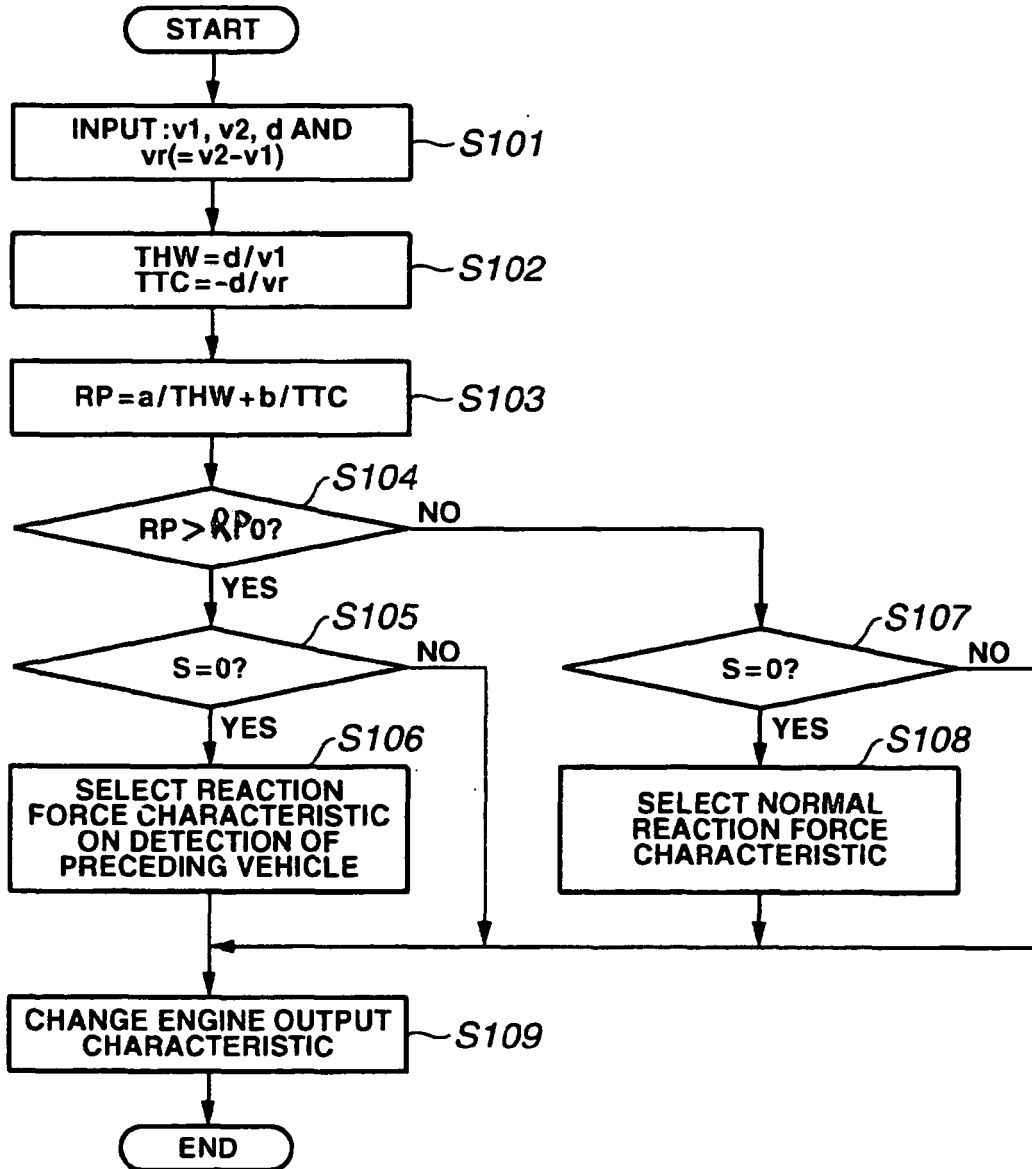 START
INPUT:v1, v2, d AND
vr(=v2-v1)
S101
THW=d/v1
TTC=-d/vr
S102
RP=a/THW+b/TTC
S103
S104
RP>RP0?
NO
YES
S105
S=0?
NO
YES
S107
S=0?
NO
YES
S106
SELECT REACTION
FORCE CHARACTERISTIC
ON DETECTION OF
PRECEDING VEHICLE
S108
SELECT NORMAL
REACTION FORCE
CHARACTERISTIC
CHANGE ENGINE OUTPUT
CHARACTERISTIC
S109
END